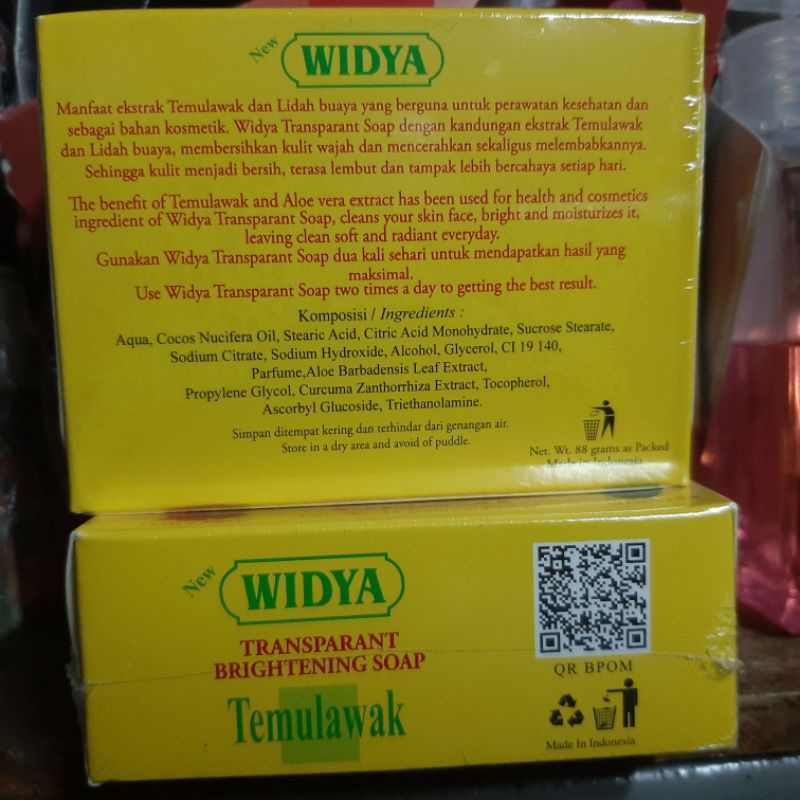 New
WIDYA
Manfaat ekstrak Temulawak dan Lidah buaya yang berguna untuk perawatan kesehatan dan
sebagai bahan kosmetik. Widya Transparant Soap dengan kandungan ekstrak Temulawak
dan Lidah buaya, membersihkan kulit wajah dan mencerahkan sekaligus melembabkannya.
Sehingga kulit menjadi bersih, terasa lembut dan tampak lebih bercahaya setiap hari.
The benefit of Temulawak and Aloe vera extract has been used for health and cosmetics
ingredient of Widya Transparant Soap, cleans your skin face, bright and moisturizes it,
leaving clean soft and radiant everyday.
Gunakan Widya Transparant Soap dua kali sehari untuk mendapatkan hasil yang
maksimal.
Use Widya Transparant Soap two times a day to getting the best result.
Komposisi / Ingredients :
Aqua, Cocos Nucifera Oil, Stearic Acid, Citric Acid Monohydrate, Sucrose Stearate,
Sodium Citrate, Sodium Hydroxide, Alcohol, Glycerol, CI 19 140,
Parfume,Aloe Barbadensis Leaf Extract,
Propylene Glycol, Curcuma Zanthorrhiza Extract, Tocopherol,
Ascorbyl Glucoside, Triethanolamine.
Simpan ditempat kering dan terhindar dari genangan air.
Store in a dry area and avoid of puddle.
Net. Wt. 88 grams as Packed
Made in Indonesia
New
WIDYA
TRANSPARANT
BRIGHTENING SOAP
Temulawak
QR BPOM
Made In Indonesia